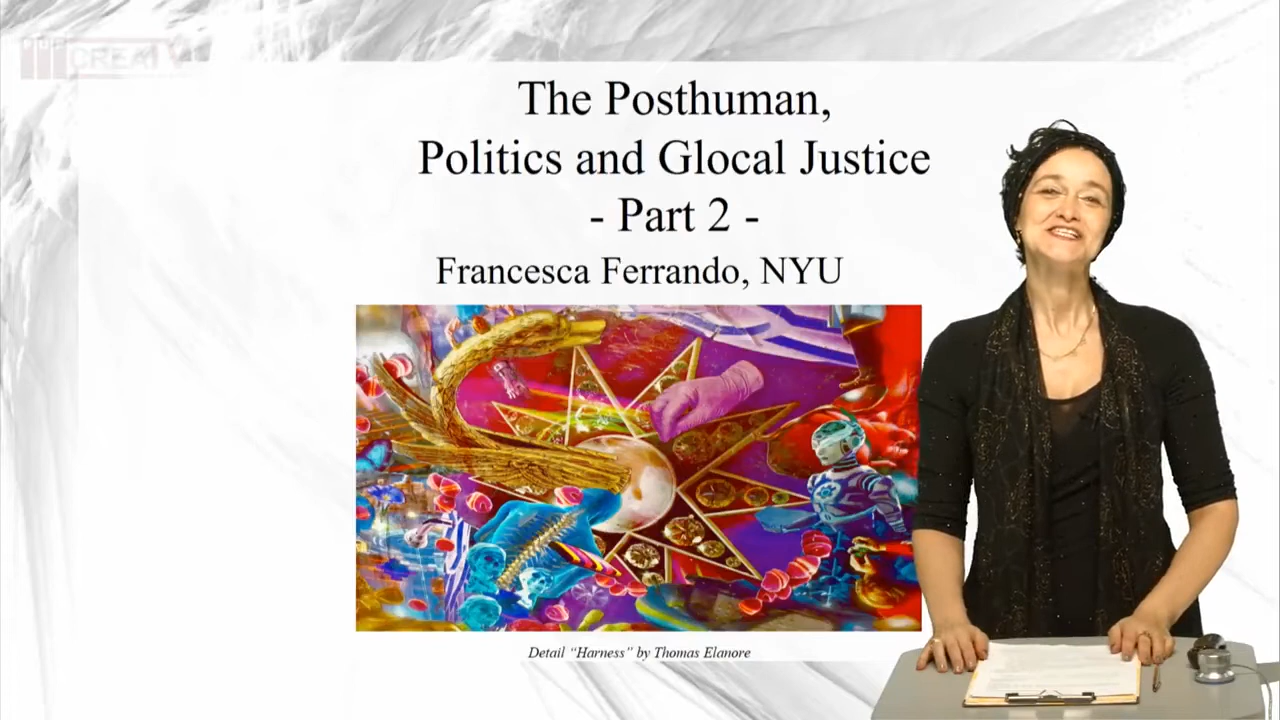 The Posthuman,
Politics and Glocal Justice
- Part 2 -
Francesca Ferrando, NYU
Detail “Harness” by Thomas Elanore